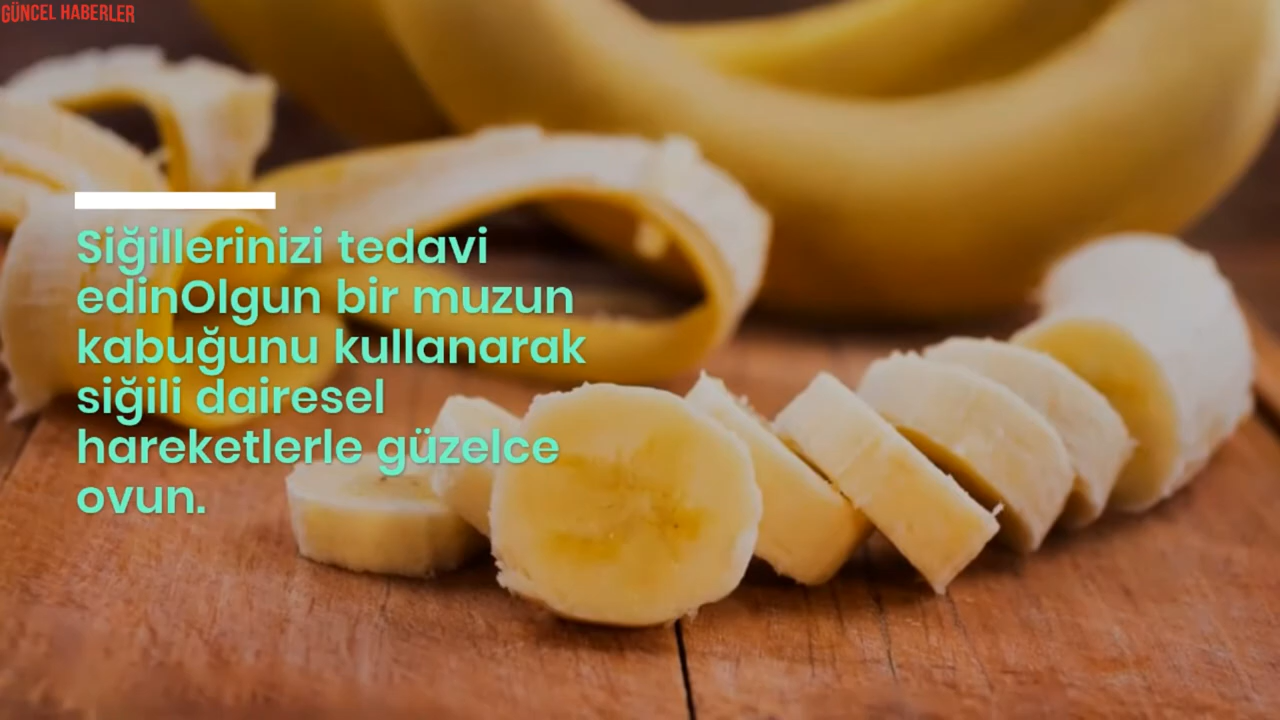 GÜNCEL HABERLER
Siğillerinizi tedavi
edinOlgun bir muzun
kabuğunu kullanarak
siğili dairesel
hareketlerle güzelce
ovun.